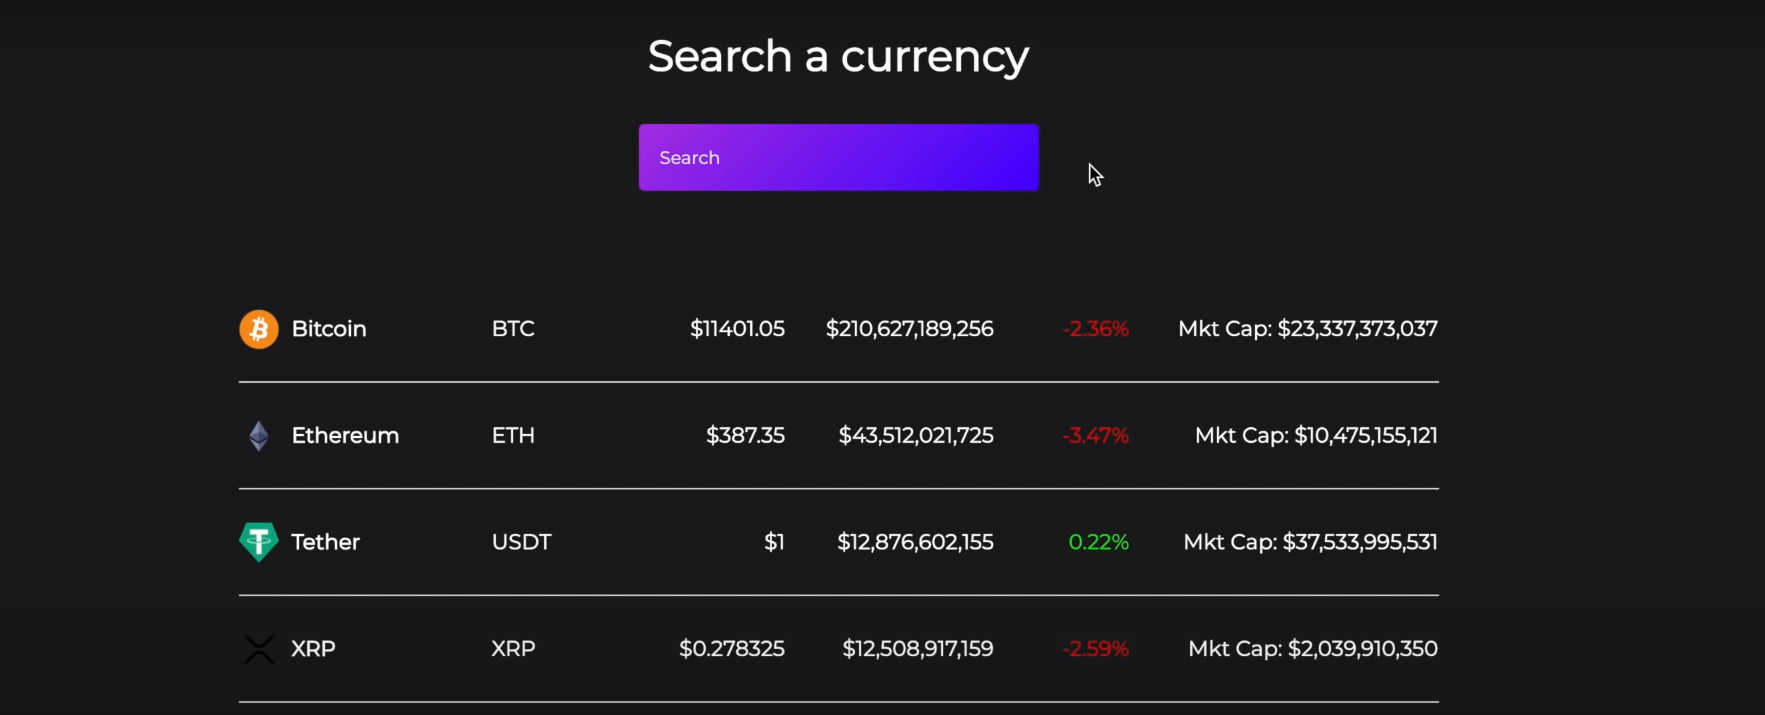 Search a currency
Search
Bitcoin BTC $11401.05 $210,627,189,256 -2.36% Mkt Cap: $23,337,373,037
Ethereum ETH $387.35 $43,512,021,725 -3.47% Mkt Cap: $10,475,155,121
Tether USDT $1 $12,876,602,155 0.22% Mkt Cap: $37,533,995,531
XRP XRP $0.278325 $12,508,917,159 -2.59% Mkt Cap: $2,039,910,350